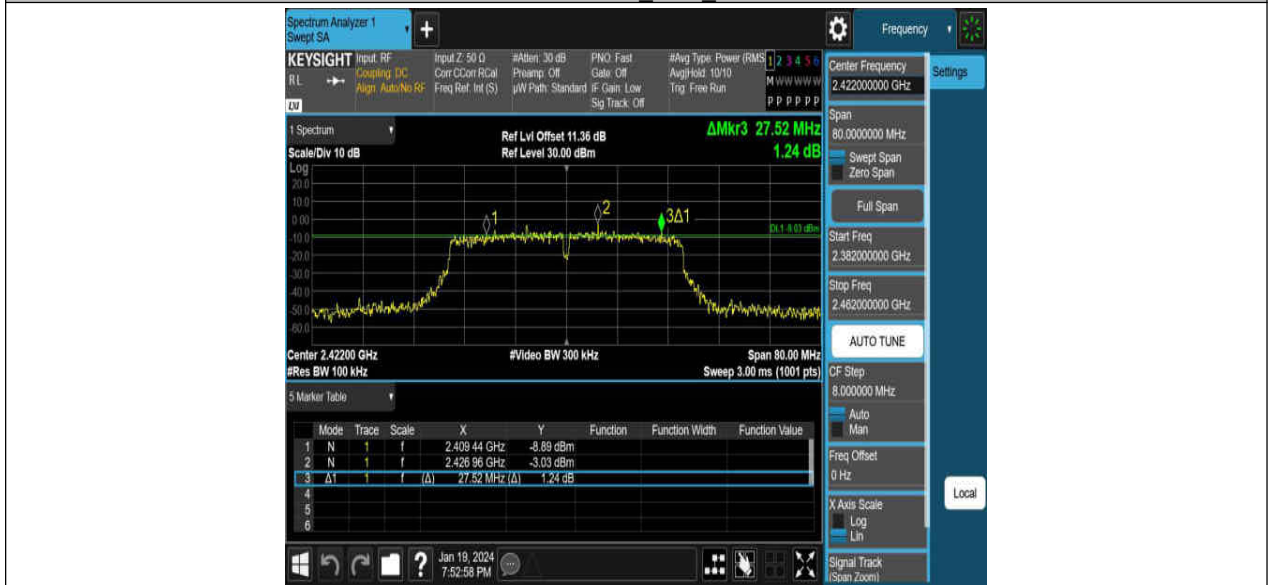 Spectrum Analyzer 1
Swept SA
+
Frequency
KEYSIGHT
RL
LXI
Input: RF
Coupling: DC
Align: Auto/No RF
Input Z: 50 Ω
Corr CCorr RCal
Freq Ref: Int (S)
#Atten: 30 dB
Preamp: Off
µW Path: Standard
PNO: Fast
Gate: Off
IF Gain: Low
Sig Track: Off
#Avg Type: Power (RMS
Avg|Hold: 10/10
Trig: Free Run
1 2 3 4 5 6
M W W W W W
P P P P P P
1 Spectrum
Scale/Div 10 dB
Ref Lvl Offset 11.36 dB
Ref Level 30.00 dBm
ΔMkr3 27.52 MHz
1.24 dB
Log
20.0
10.0
0.00
-10.0
-20.0
-30.0
-40.0
-50.0
-60.0
1
2
3Δ1
DL1 -9.03 dBm
Center 2.42200 GHz
#Res BW 100 kHz
#Video BW 300 kHz
Span 80.00 MHz
Sweep 3.00 ms (1001 pts)
5 Marker Table
Mode Trace Scale X Y Function Function Width Function Value
1 N 1 f 2.409 44 GHz -8.89 dBm
2 N 1 f 2.426 96 GHz -3.03 dBm
3 Δ1 1 f (Δ) 27.52 MHz (Δ) 1.24 dB
4
5
6
?
Jan 19, 2024
7:52:58 PM
Center Frequency
2.422000000 GHz
Settings
Span
80.0000000 MHz
Swept Span
Zero Span
Full Span
Start Freq
2.382000000 GHz
Stop Freq
2.462000000 GHz
AUTO TUNE
CF Step
8.000000 MHz
Auto
Man
Freq Offset
0 Hz
X Axis Scale
Log
Lin
Local
Signal Track
(Span Zoom)